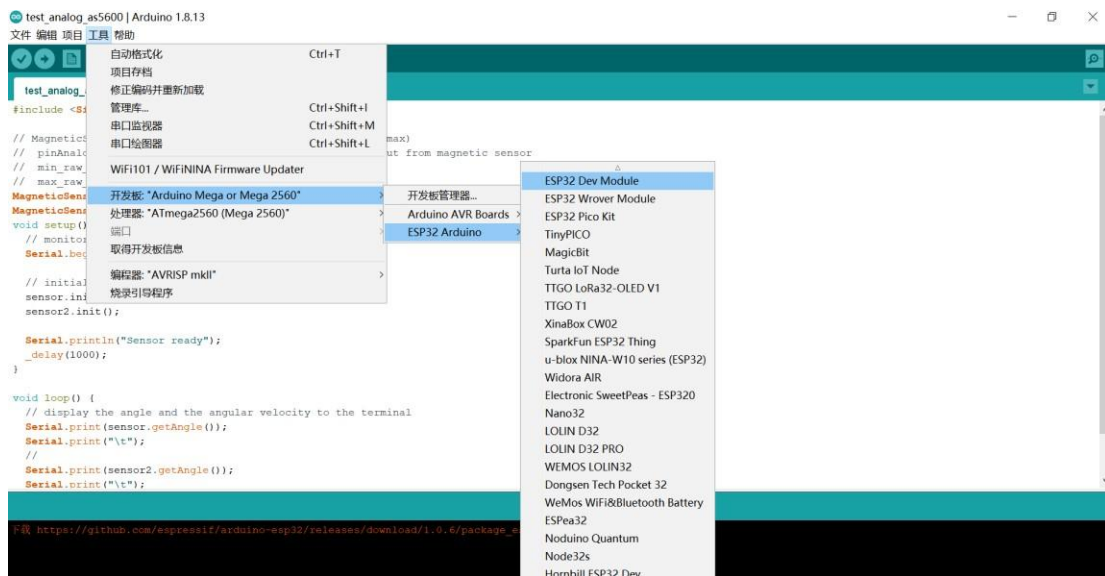 test_analog_as5600 | Arduino 1.8.13
文件 编辑 项目 工具 帮助
自动格式化 Ctrl+T
项目存档
修正编码并重新加载
管理库... Ctrl+Shift+I
串口监视器 Ctrl+Shift+M
串口绘图器 Ctrl+Shift+L
WiFi101 / WiFiNINA Firmware Updater
开发板: "Arduino Mega or Mega 2560"
处理器: "ATmega2560 (Mega 2560)"
端口
取得开发板信息
编程器: "AVRISP mkII"
烧录引导程序
开发板管理器...
Arduino AVR Boards
ESP32 Arduino
ESP32 Dev Module
ESP32 Wrover Module
ESP32 Pico Kit
TinyPICO
MagicBit
Turta IoT Node
TTGO LoRa32-OLED V1
TTGO T1
XinaBox CW02
SparkFun ESP32 Thing
u-blox NINA-W10 series (ESP32)
Widora AIR
Electronic SweetPeas - ESP320
Nano32
LOLIN D32
LOLIN D32 PRO
WEMOS LOLIN32
Dongsen Tech Pocket 32
WeMos WiFi&Bluetooth Battery
ESPea32
Noduino Quantum
Node32s
Hornbill ESP32 Dev
test_analog_
#include <Si
// MagneticS max)
// pinAnalo ut from magnetic sensor
// min_raw_
// max_raw_
MagneticSens
MagneticSens
void setup()
// monitor
Serial.beg
// initial
sensor.ini
sensor2.init();
Serial.println("Sensor ready");
_delay(1000);
}
void loop() {
// display the angle and the angular velocity to the terminal
Serial.print(sensor.getAngle());
Serial.print("\t");
//
Serial.print(sensor2.getAngle());
Serial.print("\t");
下载 https://github.com/espressif/arduino-esp32/releases/download/1.0.6/package_e